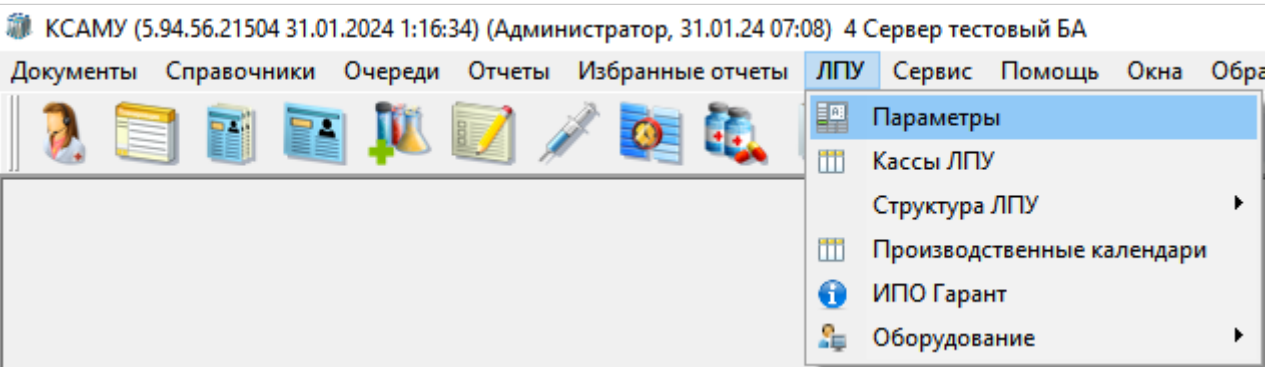 КСАМУ (5.94.56.21504 31.01.2024 1:16:34) (Администратор, 31.01.24 07:08) 4 Сервер тестовый БА
Документы Справочники Очереди Отчеты Избранные отчеты ЛПУ Сервис Помощь Окна Обра
Параметры
Кассы ЛПУ
Структура ЛПУ
Производственные календари
ИПО Гарант
Оборудование